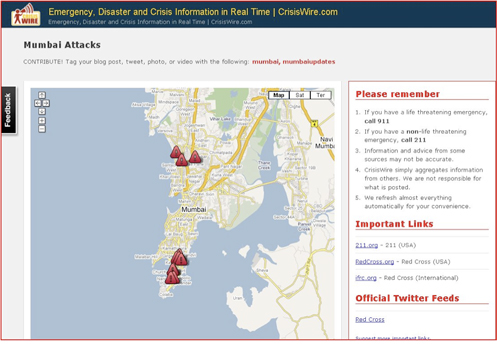 WIRE
Emergency, Disaster and Crisis Information in Real Time | CrisisWire.com
Emergency, Disaster and Crisis Information in Real Time | CrisisWire.com
Mumbai Attacks
CONTRIBUTE! Tag your blog post, tweet, photo, or video with the following: mumbai, mumbaiupdates
Feedback
Map Sat Ter
Mumbai
Navi
Mumbai
Please remember
1. If you have a life threatening emergency,
call 911
2. If you have a non-life threatening
emergency, call 211
3. Information and advice from some
sources may not be accurate.
4. CrisisWire simply aggregates information
from others. We are not responsible for
what is posted.
5. We refresh almost everything
automatically for your convenience.
Important Links
211.org - 211 (USA)
RedCross.org - Red Cross (USA)
ifrc.org - Red Cross (International)
Official Twitter Feeds
Red Cross
Suggest more important links